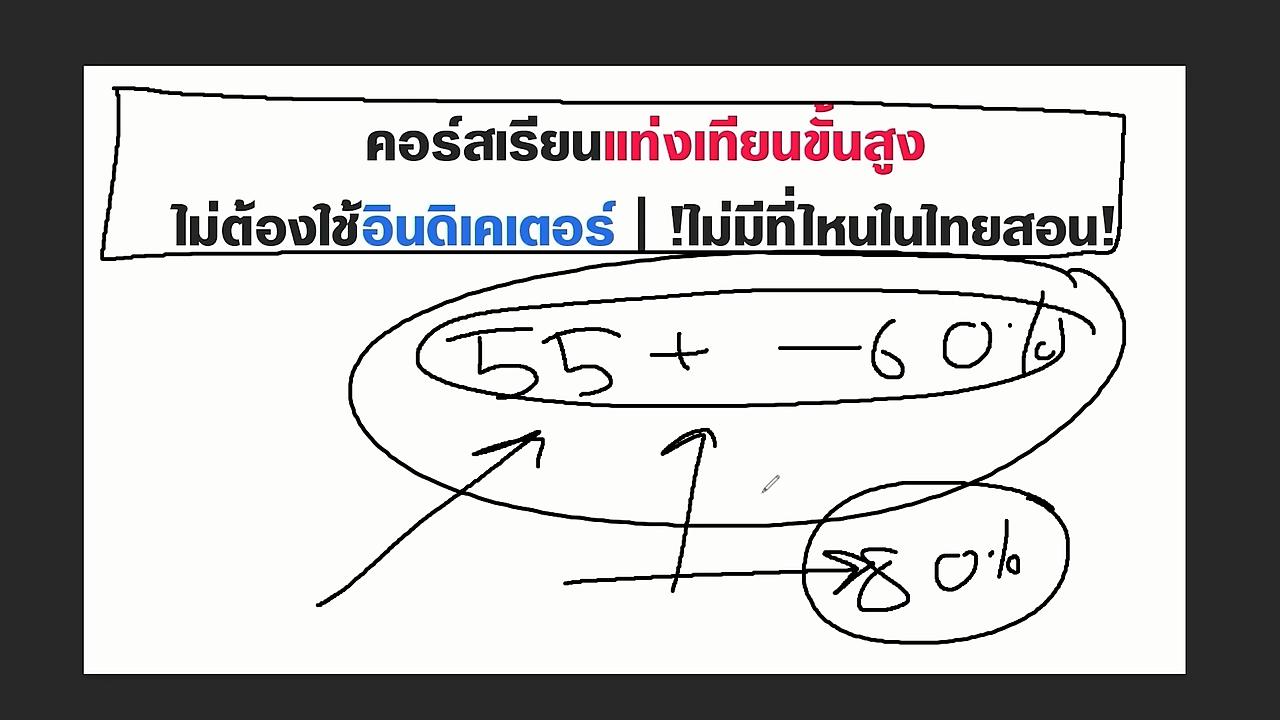 คอร์สเรียนแท่งเทียนขั้นสูง
ไม่ต้องใช้อินดิเคเตอร์ | !ไม่มีที่ไหนในไทยสอน!
55 + — 60%
80%